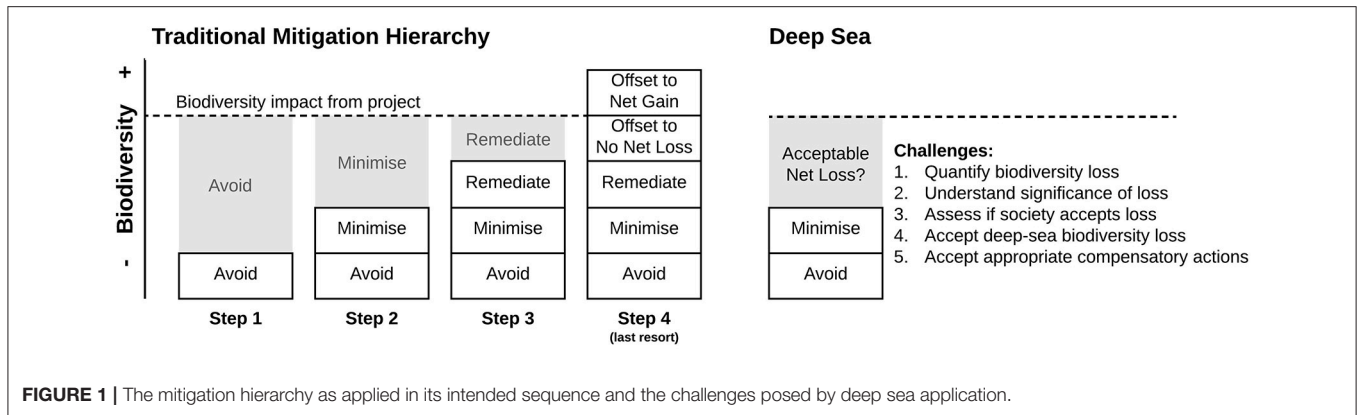 Traditional Mitigation Hierarchy
Biodiversity
+
-
Biodiversity impact from project
Avoid
Avoid
Step 1
Minimise
Minimise
Avoid
Step 2
Remediate
Remediate
Minimise
Avoid
Step 3
Offset to
Net Gain
Offset to
No Net Loss
Remediate
Minimise
Avoid
Step 4
(last resort)
Deep Sea
Acceptable
Net Loss?
Minimise
Avoid
Challenges:
1. Quantify biodiversity loss
2. Understand significance of loss
3. Assess if society accepts loss
4. Accept deep-sea biodiversity loss
5. Accept appropriate compensatory actions
FIGURE 1 | The mitigation hierarchy as applied in its intended sequence and the challenges posed by deep sea application.